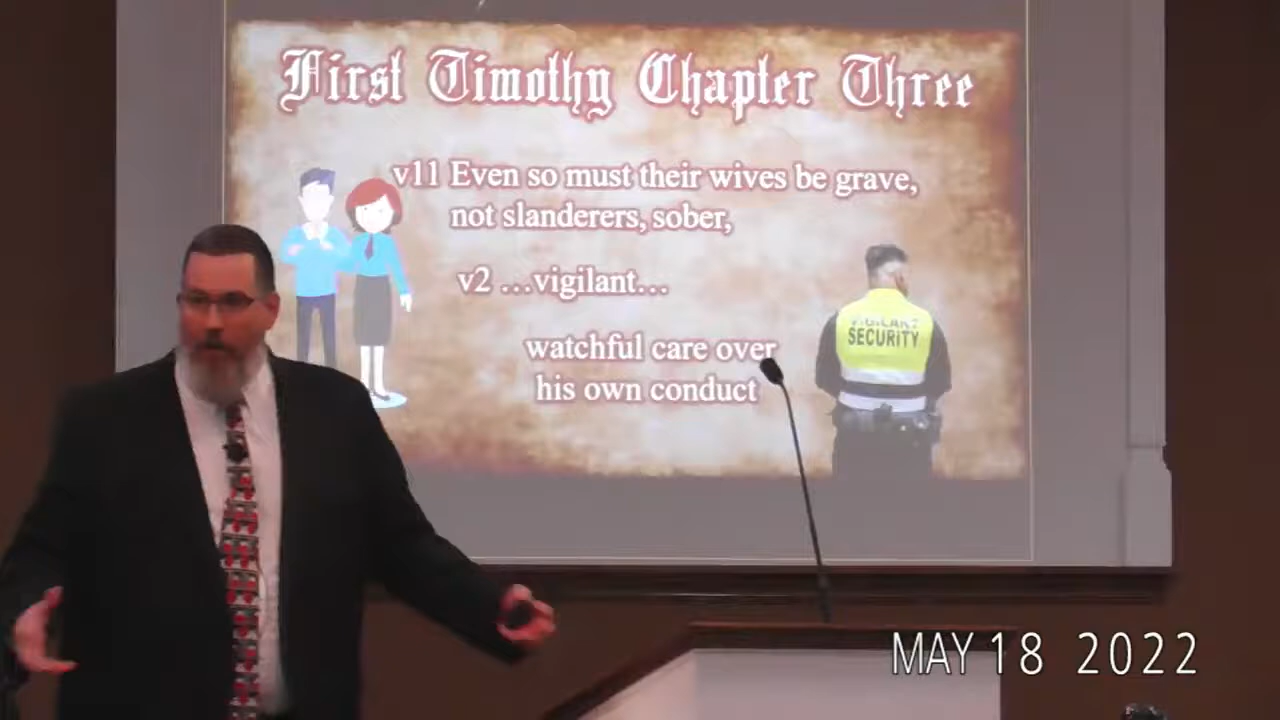 First Timothy Chapter Three
v11 Even so must their wives be grave,
not slanderers, sober,
v2 ...vigilant...
watchful care over
his own conduct
VIGILANT
SECURITY
MAY 18 2022